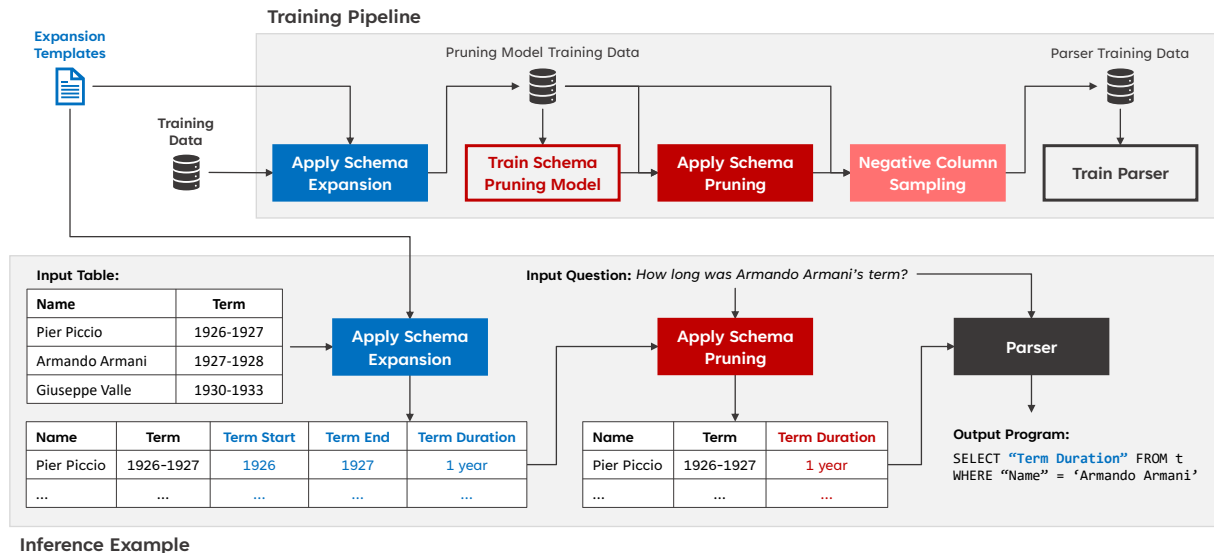 Training Pipeline
Expansion
Templates
Pruning Model Training Data
Parser Training Data
Training
Data
Apply Schema
Expansion
Train Schema
Pruning Model
Apply Schema
Pruning
Negative Column
Sampling
Train Parser
Input Table:
Name Term
Pier Piccio 1926-1927
Armando Armani 1927-1928
Giuseppe Valle 1930-1933
Apply Schema
Expansion
Input Question: How long was Armando Armani’s term?
Apply Schema
Pruning
Parser
Name Term Term Start Term End Term Duration
Pier Piccio 1926-1927 1926 1927 1 year
... ... ... ... ...
Name Term Term Duration
Pier Piccio 1926-1927 1 year
... ... ...
Output Program:
SELECT “Term Duration” FROM t
WHERE “Name” = ‘Armando Armani’
Inference Example